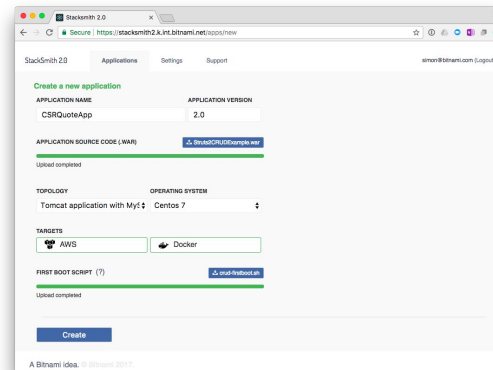 Stacksmith 2.0
Secure https://stacksmith2.k.int.bitnami.net/apps/new
StackSmith 2.0 Applications Settings Support simon@bitnami.com (Logout
Create a new application
APPLICATION NAME APPLICATION VERSION
CSRQuoteApp 2.0
APPLICATION SOURCE CODE (.WAR) Struts2CRUDExample.war
Upload completed
TOPOLOGY OPERATING SYSTEM
Tomcat application with MyS Centos 7
TARGETS
AWS Docker
FIRST BOOT SCRIPT (?) crud-firstboot.sh
Upload completed
Create
A Bitnami idea. © Bitnami 2017.